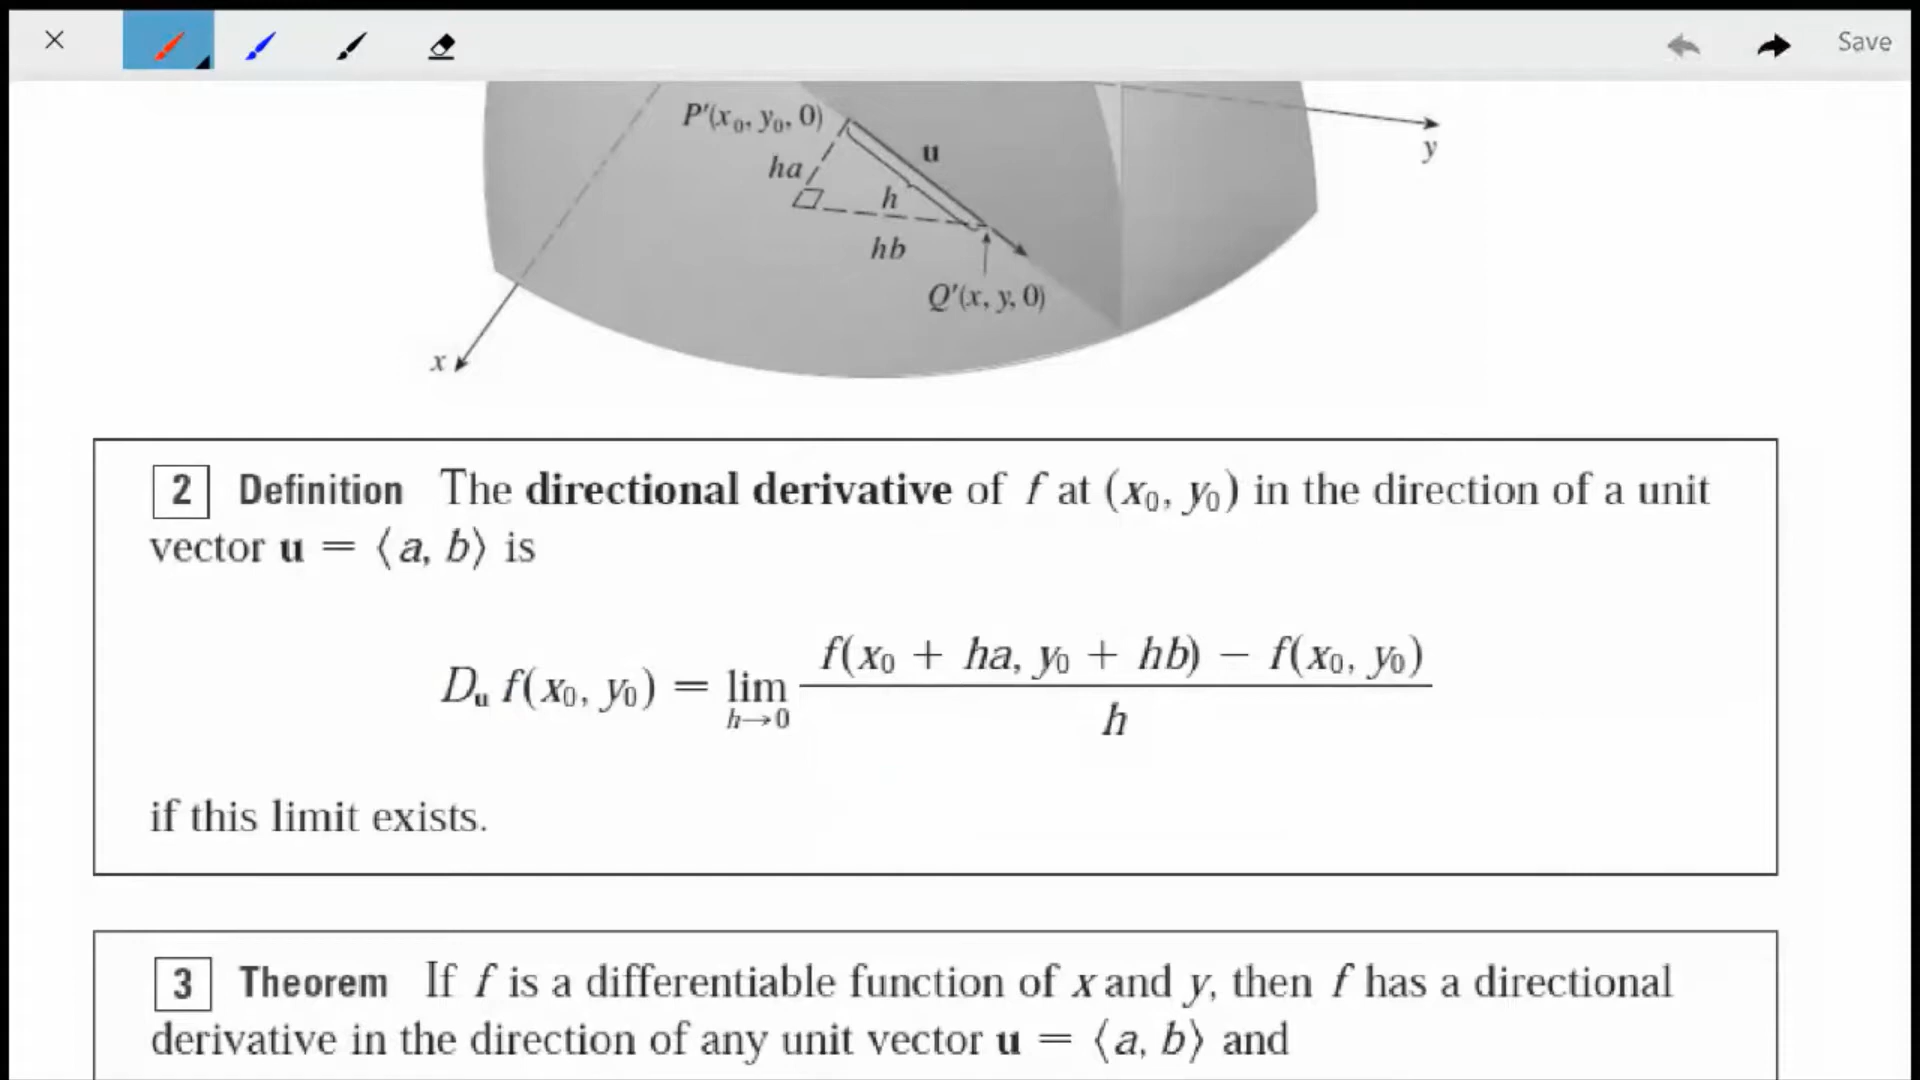 Save
P′(x₀, y₀, 0)
u
y
ha
h
hb
Q′(x, y, 0)
x
2 Definition The directional derivative of f at (x₀, y₀) in the direction of a unit
vector u = ⟨a, b⟩ is
Dᵤ f(x₀, y₀) = lim h→0 f(x₀ + ha, y₀ + hb) − f(x₀, y₀)
h
if this limit exists.
3 Theorem If f is a differentiable function of x and y, then f has a directional
derivative in the direction of any unit vector u = ⟨a, b⟩ and